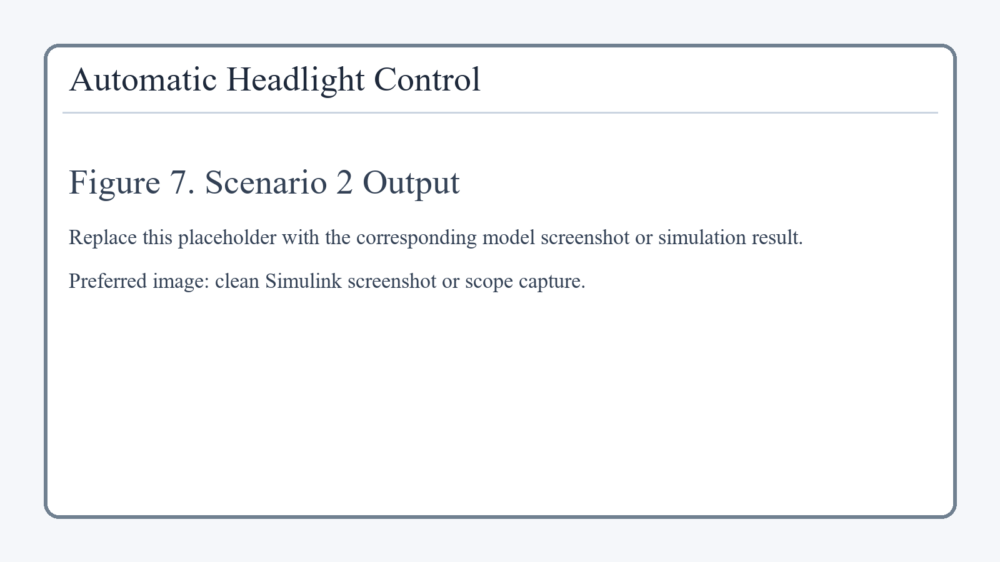 Automatic Headlight Control
Figure 7. Scenario 2 Output
Replace this placeholder with the corresponding model screenshot or simulation result.
Preferred image: clean Simulink screenshot or scope capture.